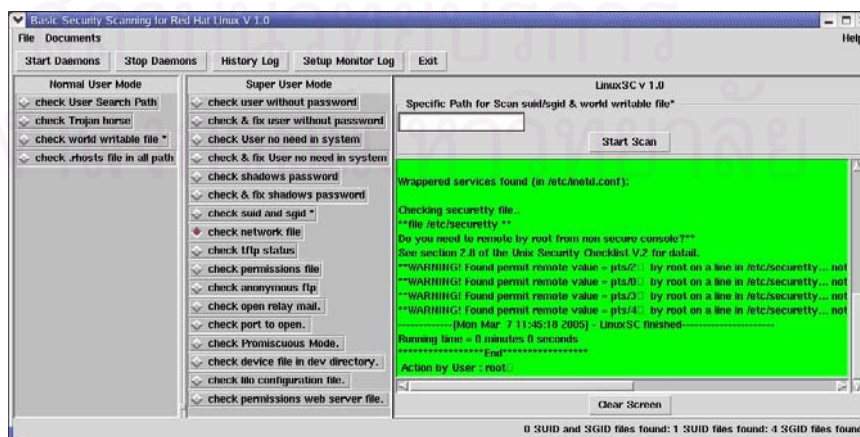 Basic Security Scanning for Red Hat Linux V 1.0
File Documents Help
Start Daemons Stop Daemons History Log Setup Monitor Log Exit
Normal User Mode
check User Search Path
check Trojan horse
check world writable file *
check .rhosts file in all path
Super User Mode
check user without password
check & fix user without password
check User no need in system
check & fix User no need in system
check shadows password
check & fix shadows password
check suid and sgid *
check network file
check tftp status
check permissions file
check anonymous ftp
check open relay mail.
check port to open.
check Promiscuous Mode.
check device file in dev directory.
check lilo configuration file.
check permissions web server file.
LinuxSC v 1.0
Specific Path for Scan suid/sgid & world writable file*
Start Scan
Wrappered services found (in /etc/inetd.conf):
Checking securetty file..
**file /etc/securetty **
Do you need to remote by root from non secure console?**
See section 2.8 of the Unix Security Checklist V.2 for datail.
**WARNING! Found permit remote value = pts/2 by root on a line in /etc/securetty... not
**WARNING! Found permit remote value = pts/0 by root on a line in /etc/securetty... not
**WARNING! Found permit remote value = pts/3 by root on a line in /etc/securetty... not
**WARNING! Found permit remote value = pts/4 by root on a line in /etc/securetty... not
-------------[Mon Mar 7 11:45:18 2005] - LinuxSC finished----------------------
Running time = 0 minutes 0 seconds
*****************End*****************
Action by User : root
Clear Screen
0 SUID and SGID files found: 1 SUID files found: 4 SGID files found